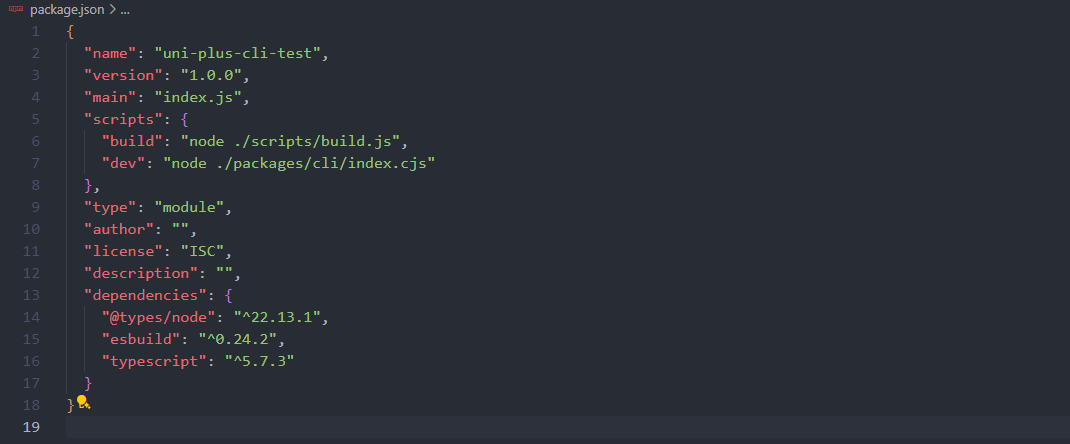 package.json > ...
1 {
2 "name": "uni-plus-cli-test",
3 "version": "1.0.0",
4 "main": "index.js",
5 "scripts": {
6 "build": "node ./scripts/build.js",
7 "dev": "node ./packages/cli/index.cjs"
8 },
9 "type": "module",
10 "author": "",
11 "license": "ISC",
12 "description": "",
13 "dependencies": {
14 "@types/node": "^22.13.1",
15 "esbuild": "^0.24.2",
16 "typescript": "^5.7.3"
17 }
18 }
19